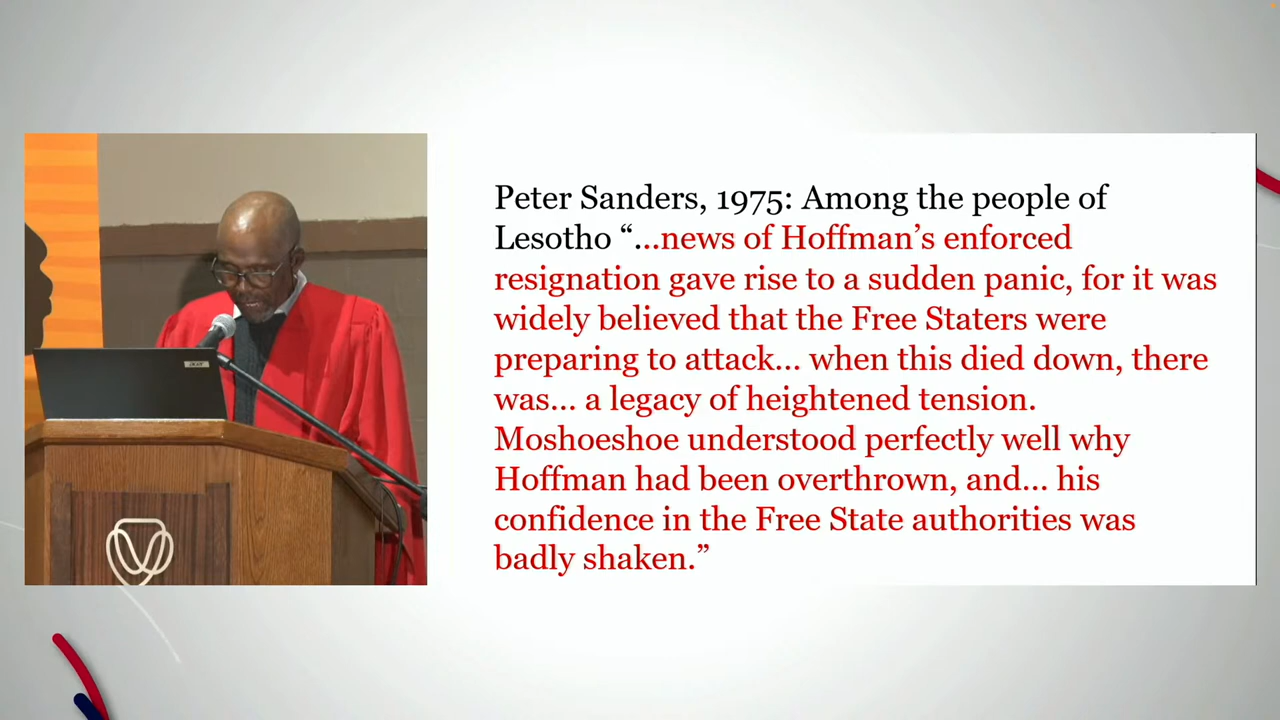 Peter Sanders, 1975: Among the people of
Lesotho “...news of Hoffman’s enforced
resignation gave rise to a sudden panic, for it was
widely believed that the Free Staters were
preparing to attack... when this died down, there
was... a legacy of heightened tension.
Moshoeshoe understood perfectly well why
Hoffman had been overthrown, and... his
confidence in the Free State authorities was
badly shaken.”